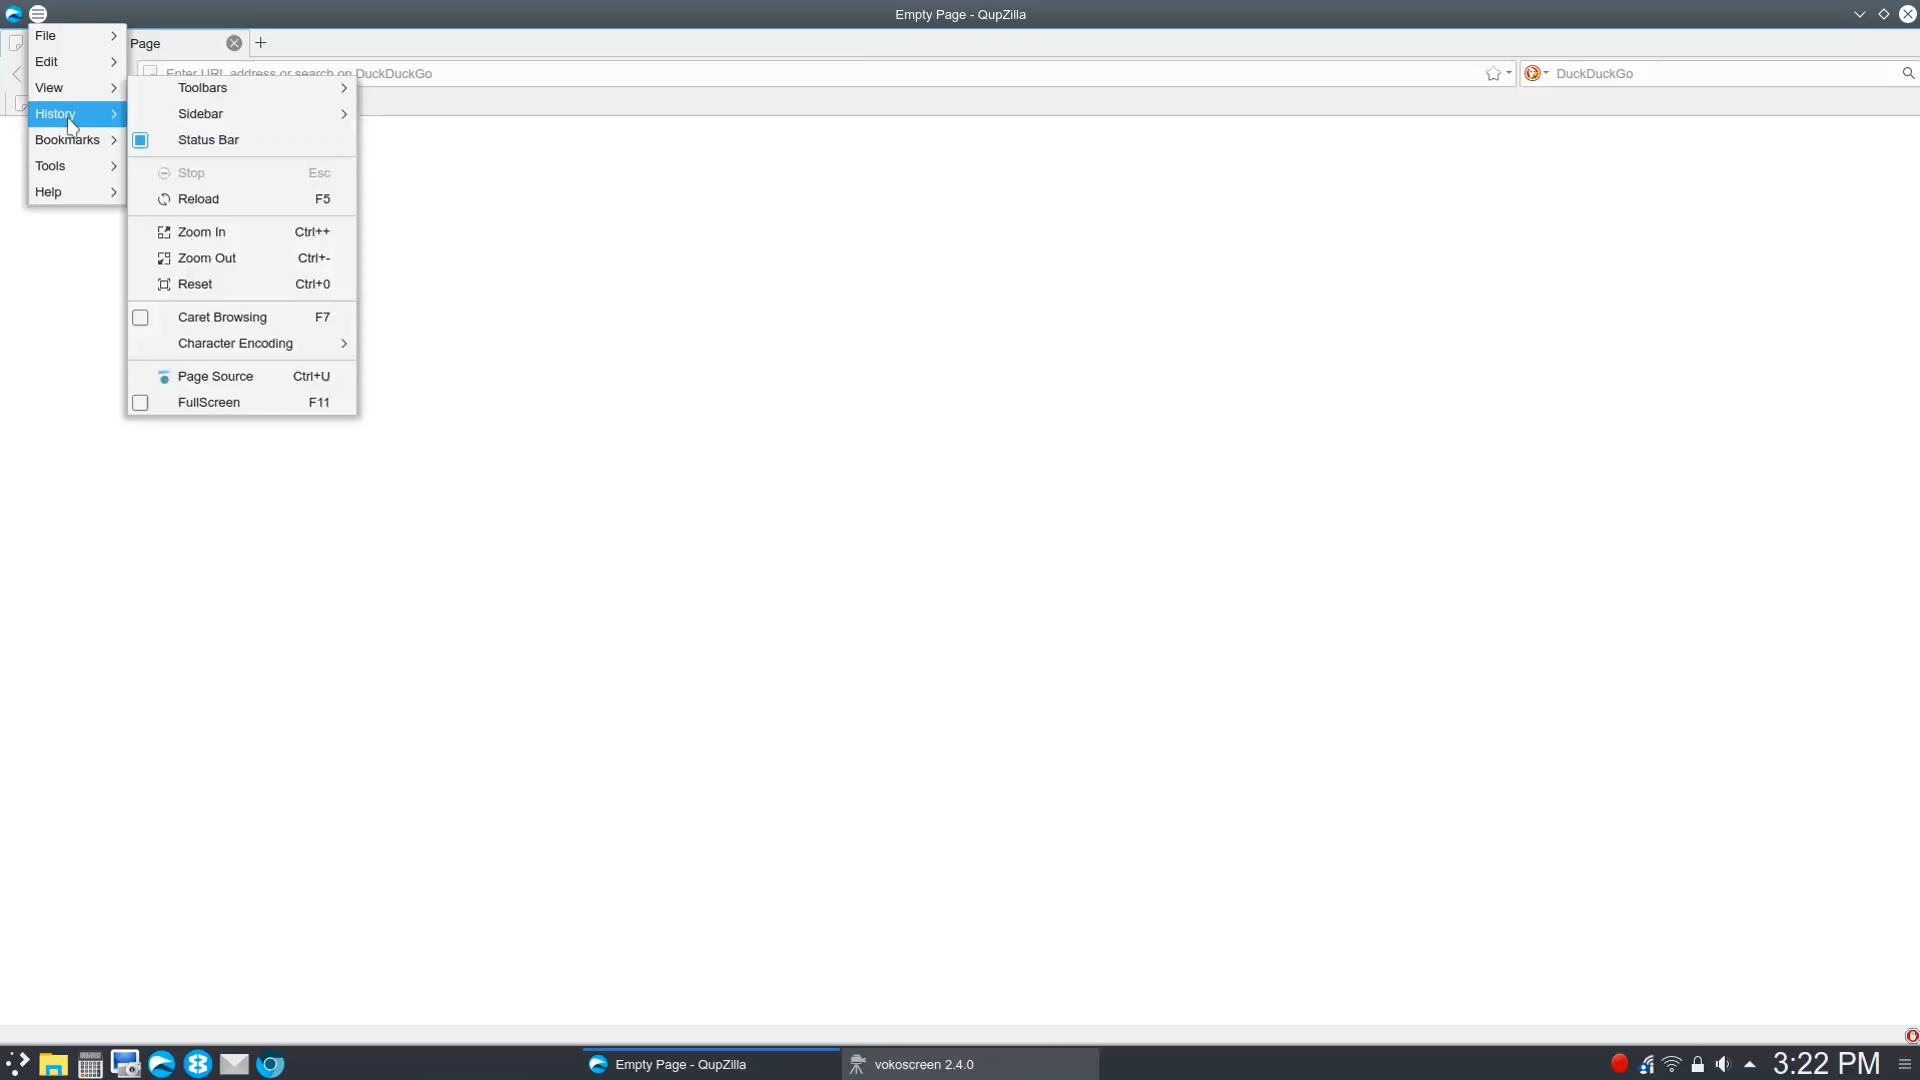 Empty Page - QupZilla
Page
Enter URL address or search on DuckDuckGo
DuckDuckGo
File
Edit
View
History
Bookmarks
Tools
Help
Toolbars
Sidebar
Status Bar
Stop Esc
Reload F5
Zoom In Ctrl++
Zoom Out Ctrl+-
Reset Ctrl+0
Caret Browsing F7
Character Encoding
Page Source Ctrl+U
FullScreen F11
Empty Page - QupZilla
vokoscreen 2.4.0
3:22 PM